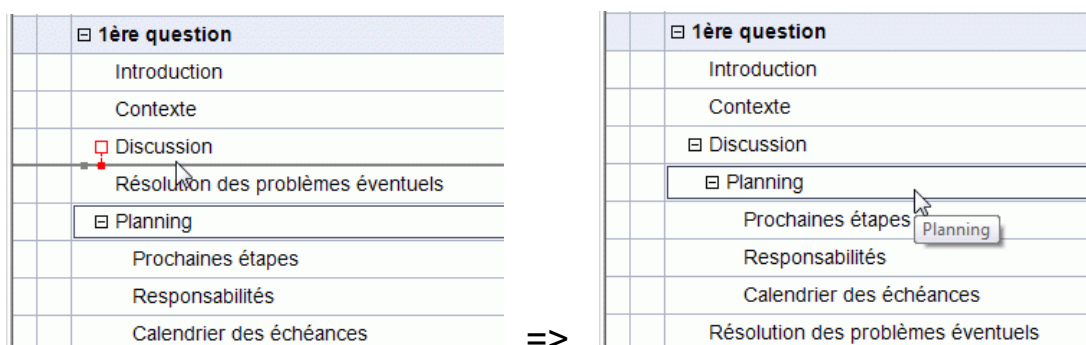 1ère question
Introduction
Contexte
Discussion
Résolution des problèmes éventuels
Planning
Prochaines étapes
Responsabilités
Calendrier des échéances
=>
1ère question
Introduction
Contexte
Discussion
Planning
Prochaines étapes
Planning
Responsabilités
Calendrier des échéances
Résolution des problèmes éventuels